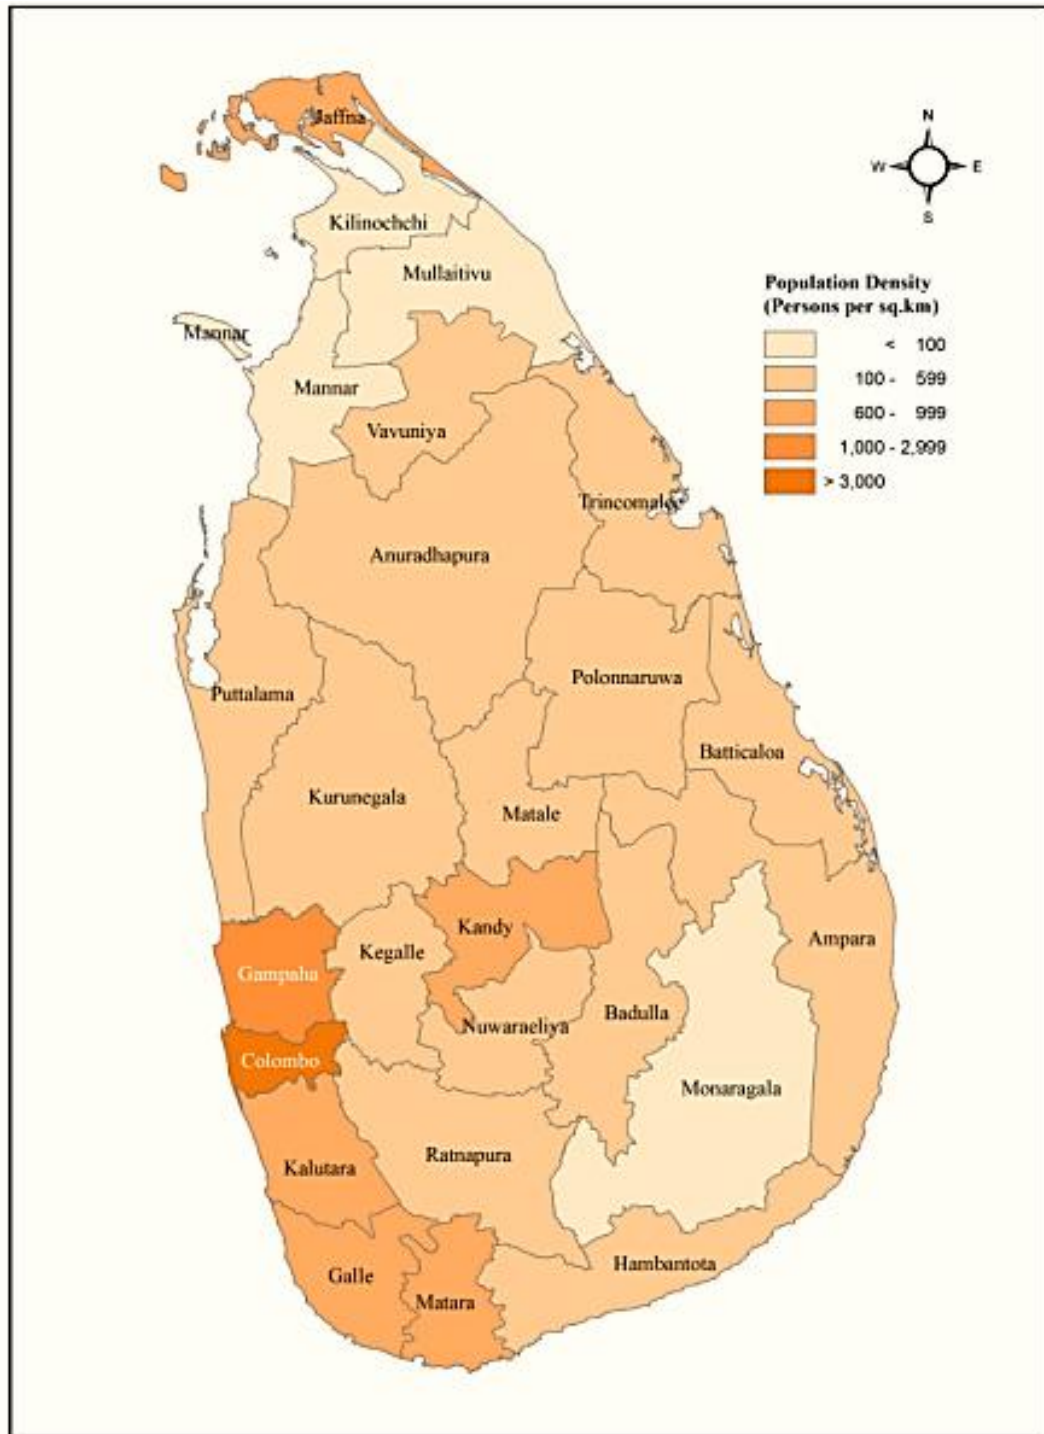 Jaffna
N
W
E
S
Kilinochchi
Mullaitivu
Population Density
(Persons per sq.km)
< 100
100 - 599
600 - 999
1,000 - 2,999
> 3,000
Mannar
Mannar
Vavuniya
Trincomalee
Anuradhapura
Polonnaruwa
Puttalama
Batticaloa
Kurunegala
Matale
Kandy
Ampara
Kegalle
Gampaha
Badulla
Nuwaraeliya
Colombo
Monaragala
Ratnapura
Kalutara
Hambantota
Galle
Matara